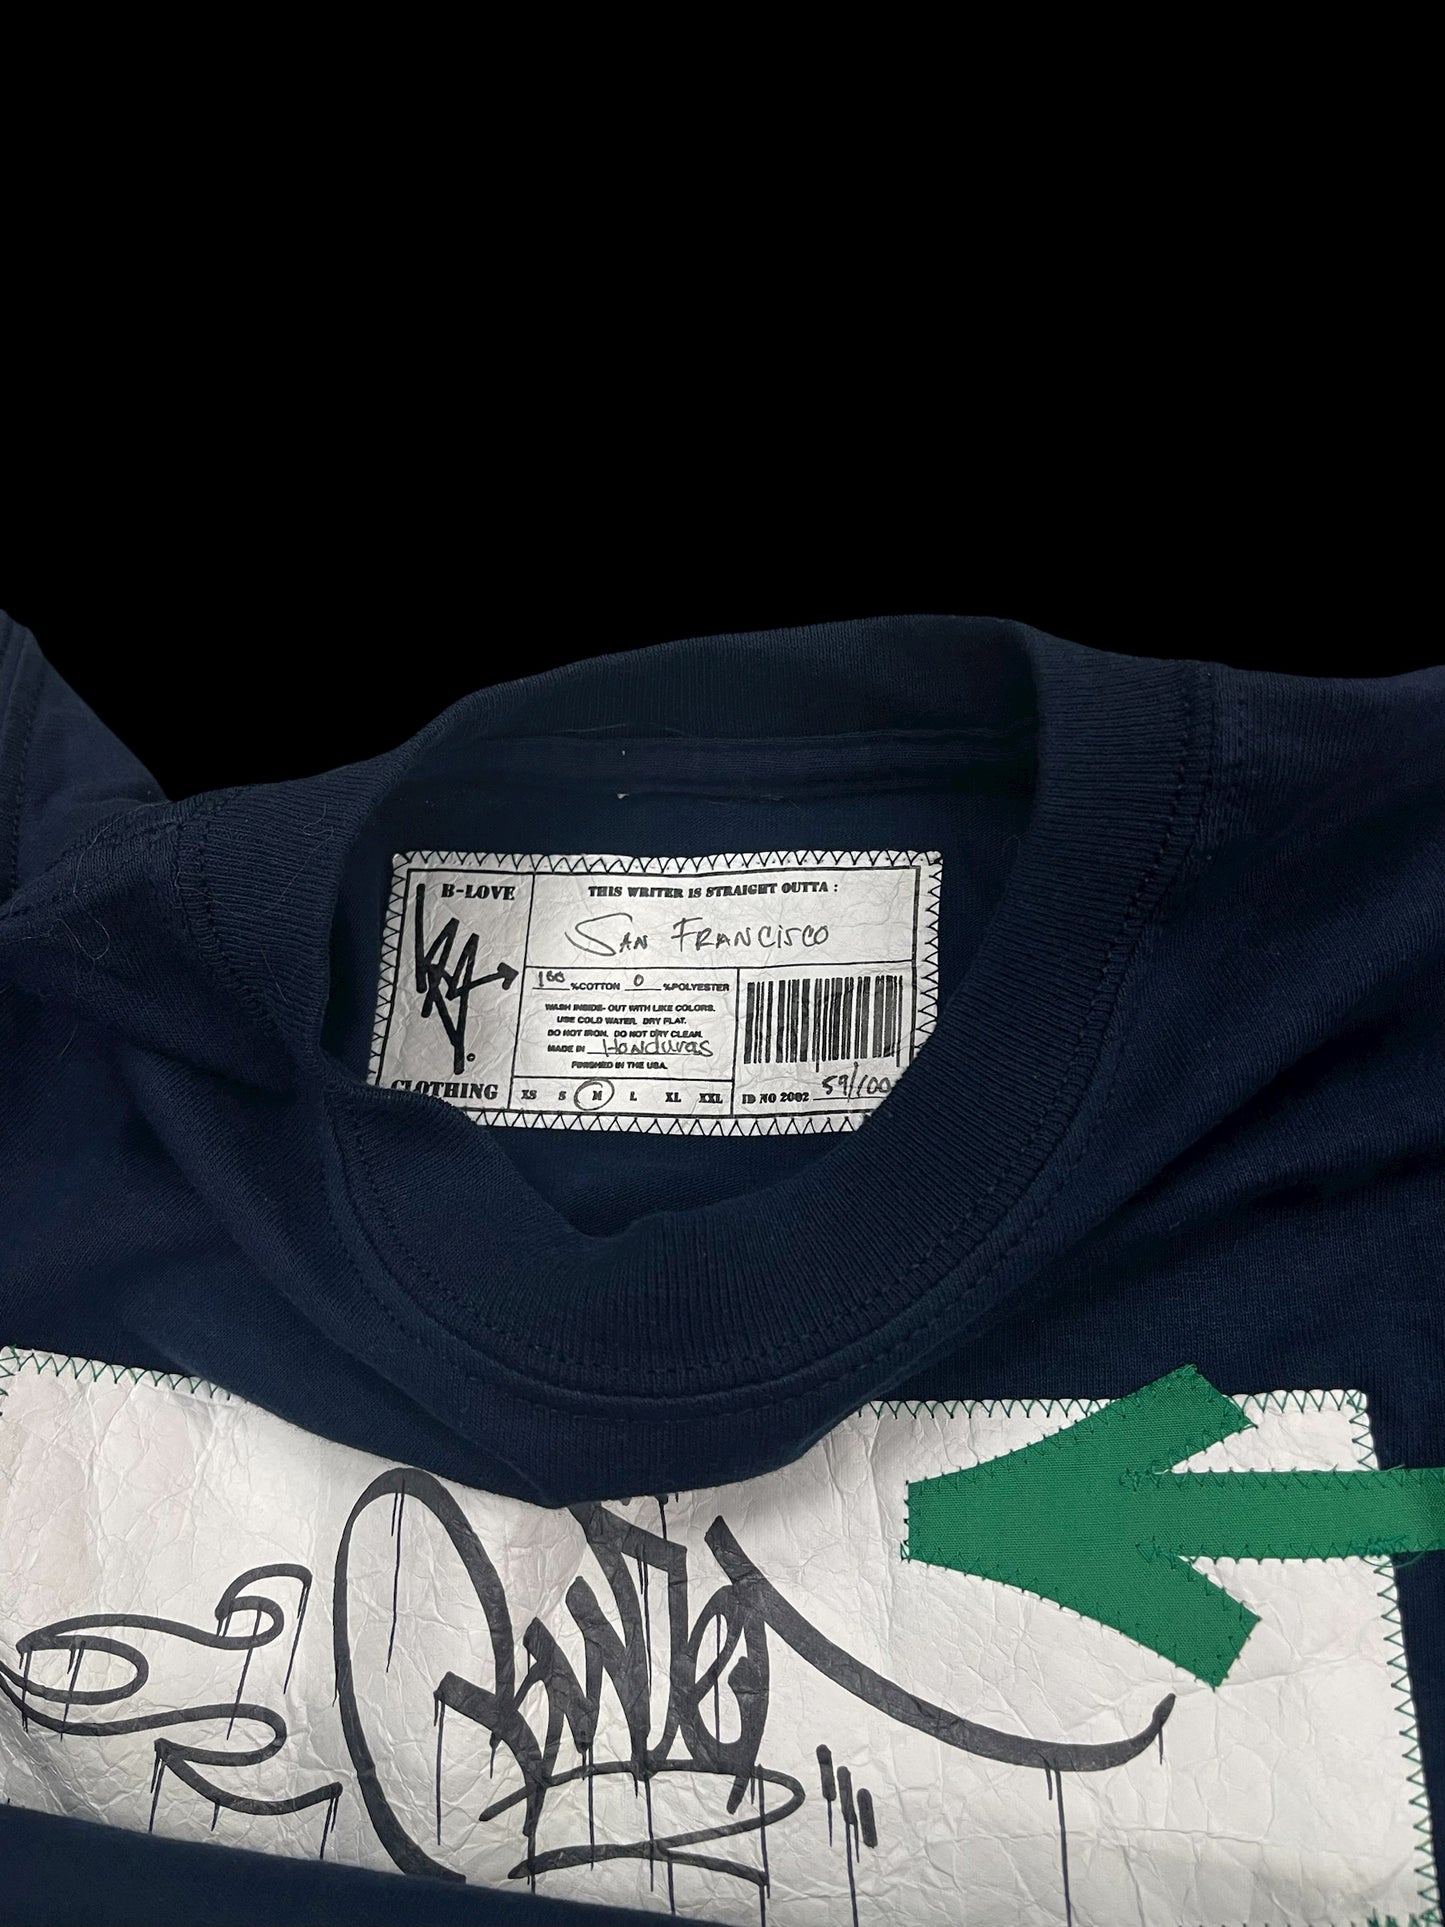 B-LOVE
CLOTHING
THIS WRITER IS STRAIGHT OUTTA :
SAN FRANCISCO
100 %COTTON 0 %POLYESTER
WASH INSIDE- OUT WITH LIKE COLORS.
USE COLD WATER. DRY FLAT.
DO NOT IRON. DO NOT DRY CLEAN.
MADE IN Honduras
FINISHED IN THE USA.
XS S M L XL XXL
ID NO 2002 59/100